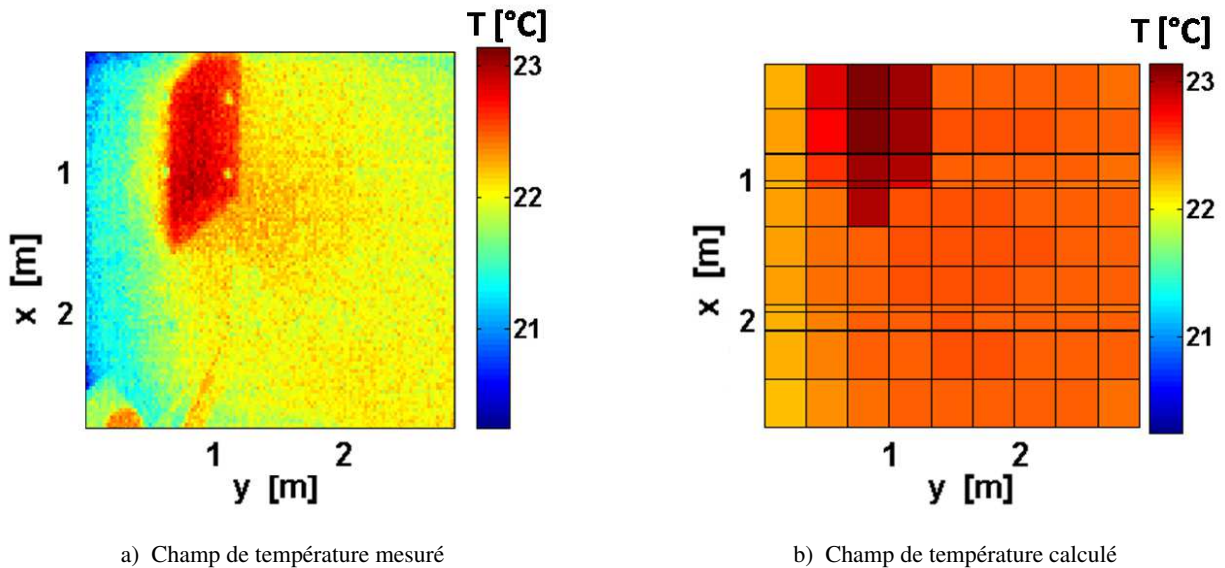 T [°C]
23
22
21
1
2
x [m]
1 2
y [m]
a) Champ de température mesuré
T [°C]
23
22
21
1
2
x [m]
1 2
y [m]
b) Champ de température calculé